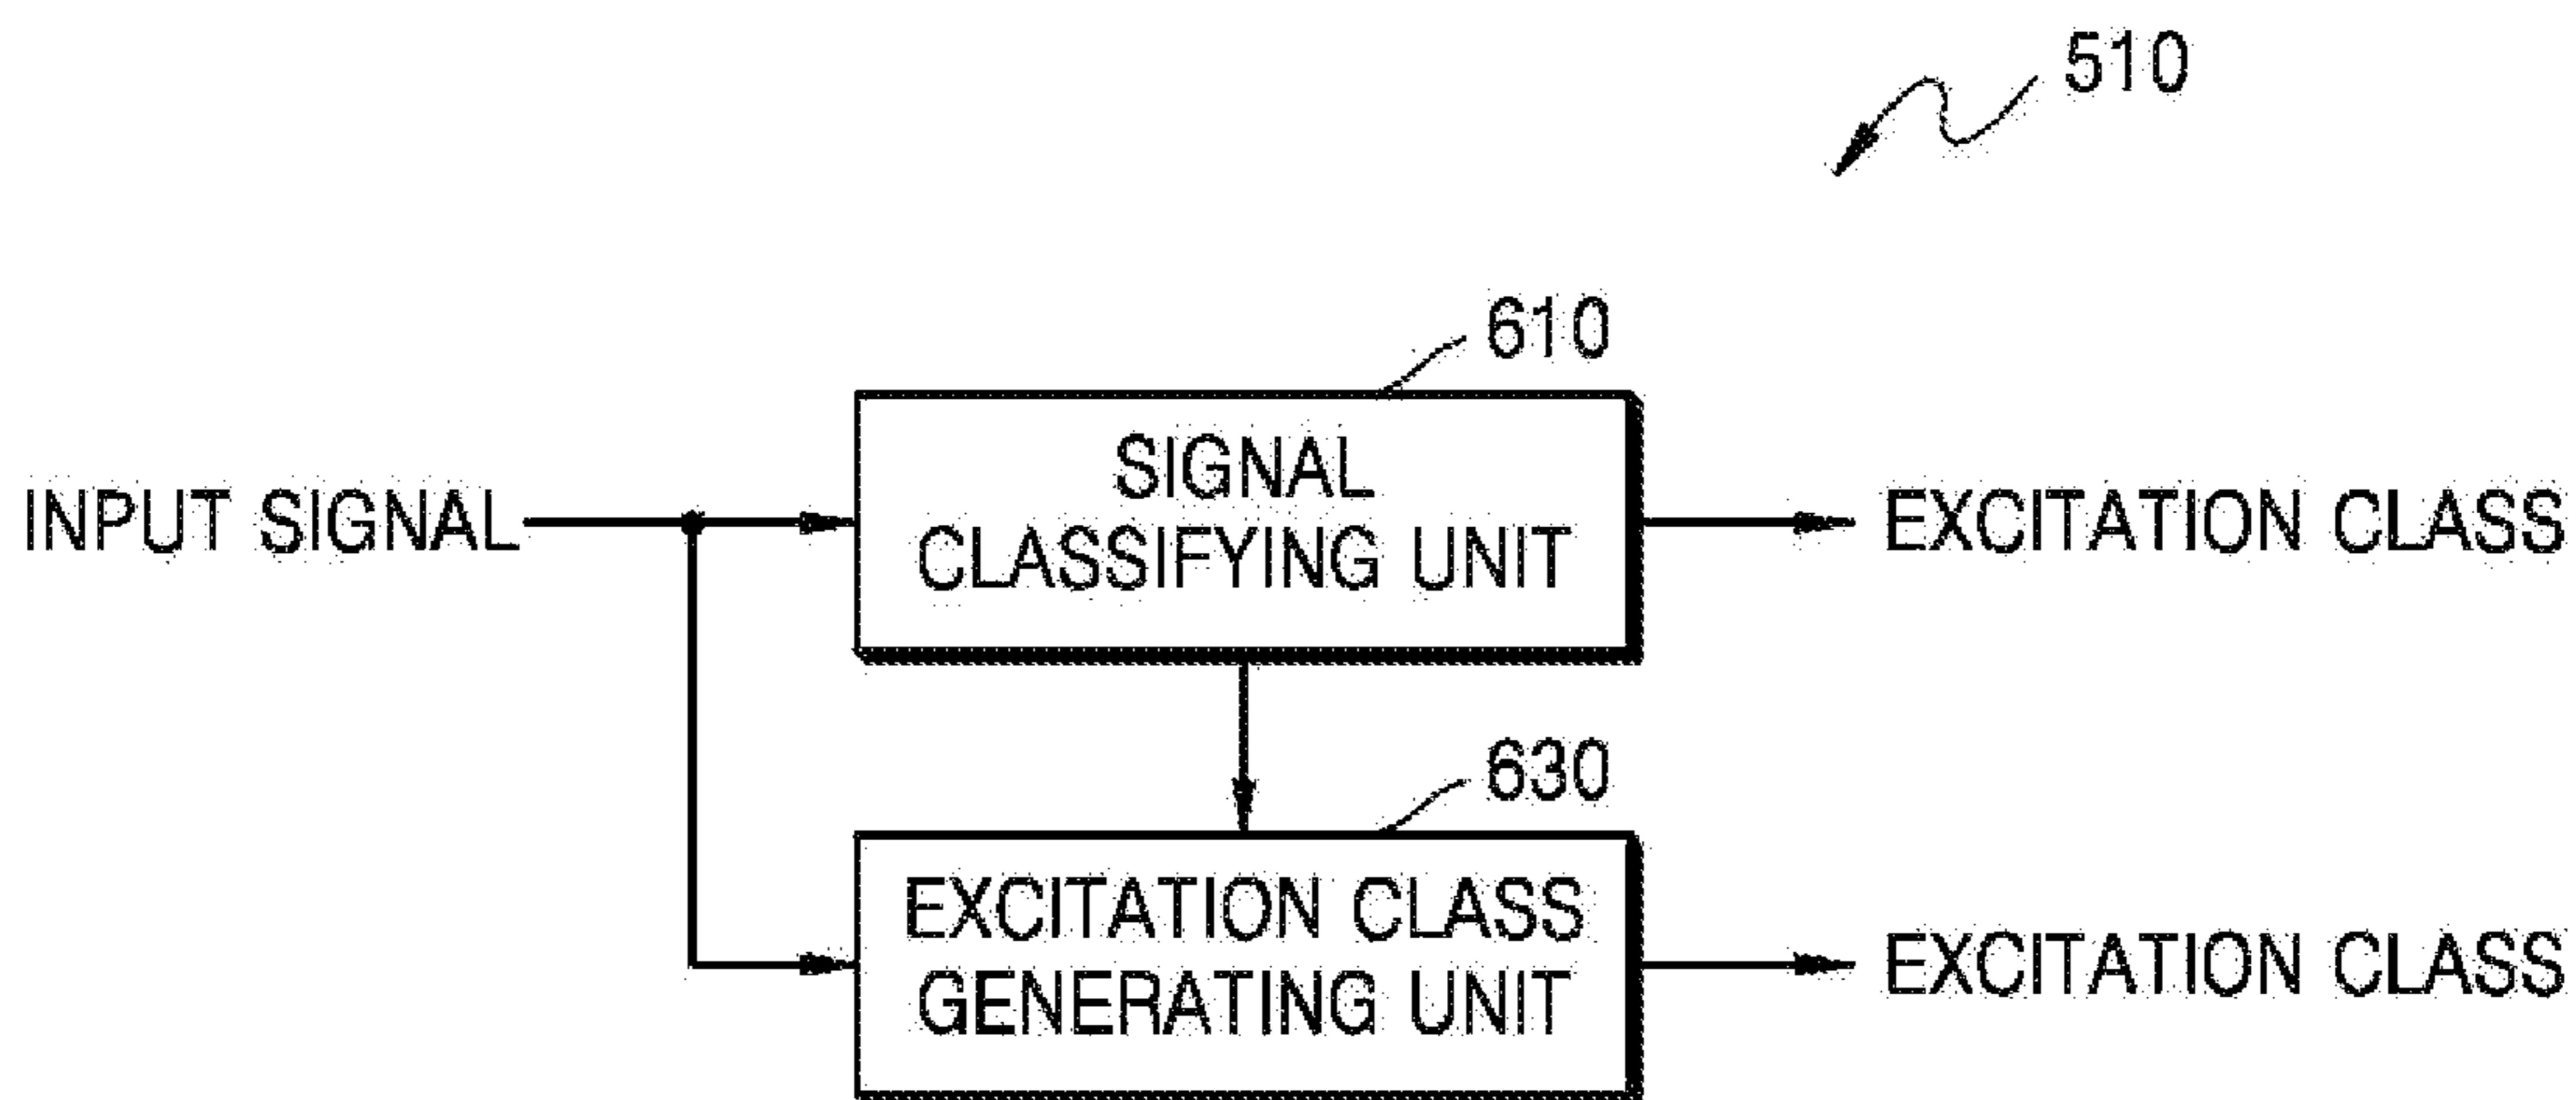 510
610
SIGNAL
CLASSIFYING UNIT
INPUT SIGNAL
EXCITATION CLASS
630
EXCITATION CLASS
GENERATING UNIT
EXCITATION CLASS